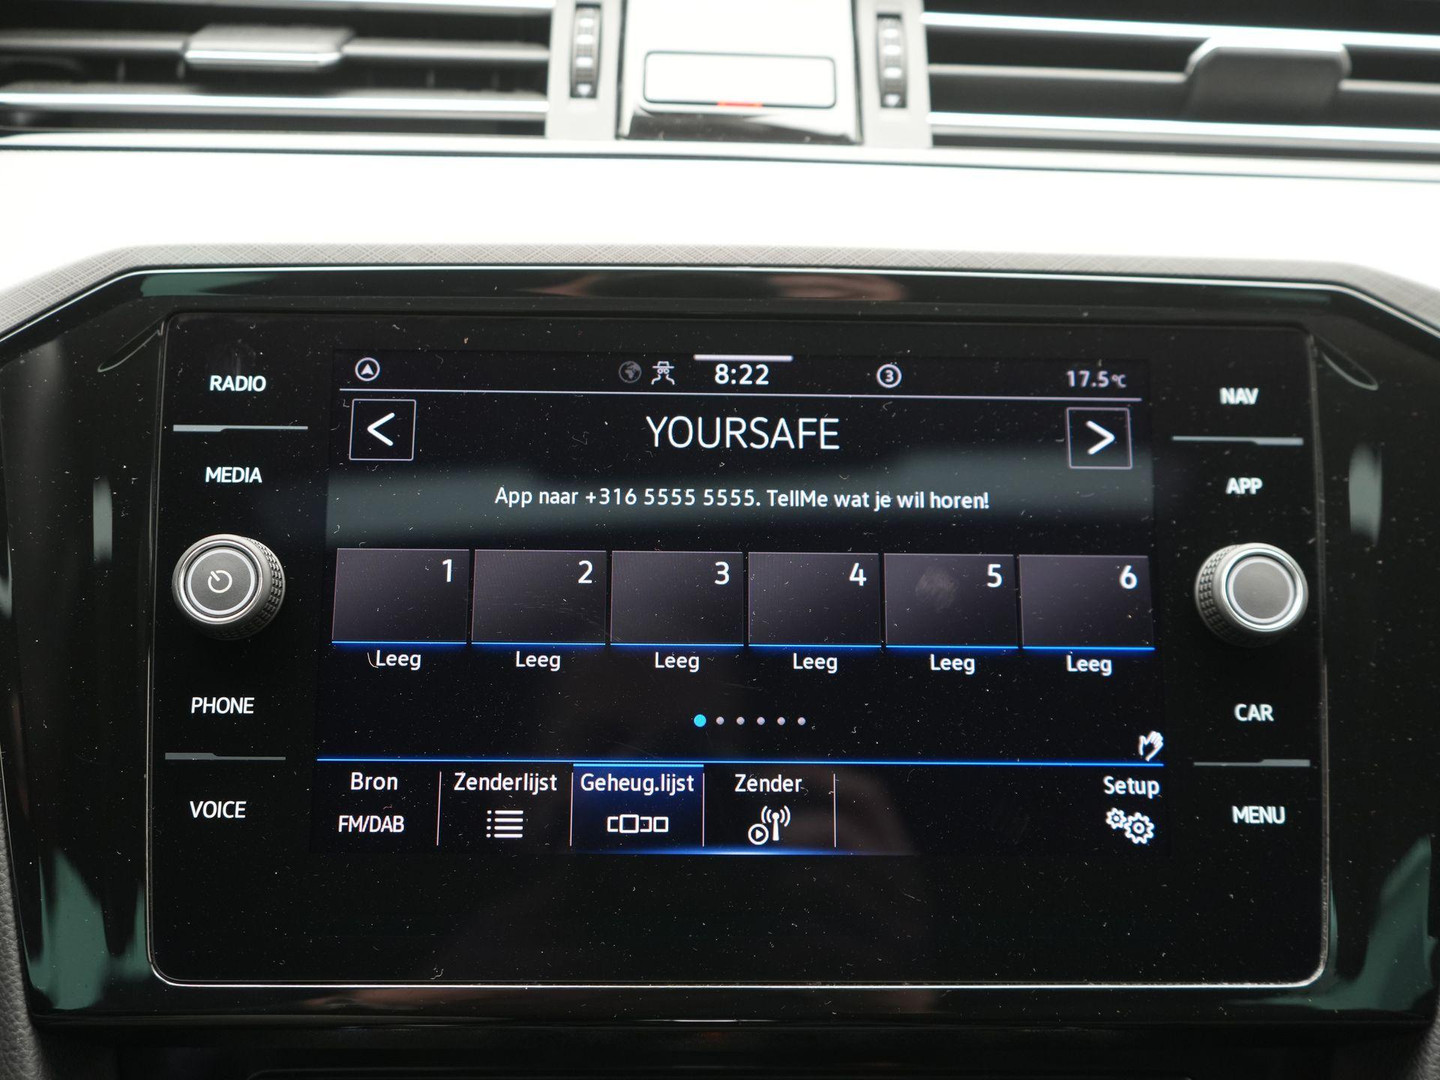 RADIO
MEDIA
PHONE
VOICE
8:22
3
17.5°C
<
YOURSAFE
>
App naar +316 5555 5555. TellMe wat je wil horen!
1 2 3 4 5 6
Leeg Leeg Leeg Leeg Leeg Leeg
Bron Zenderlijst Geheug.lijst Zender Setup
FM/DAB
NAV
APP
CAR
MENU